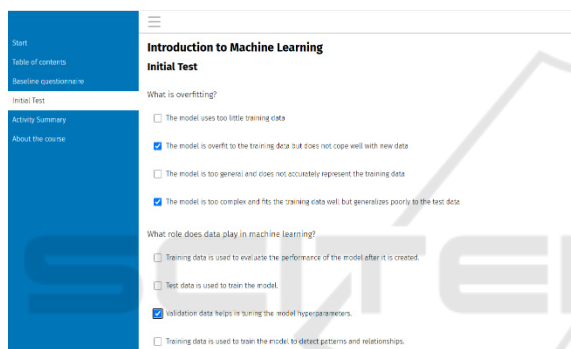 Start
Table of contents
Baseline questionnaire
Initial Test
Activity Summary
About the course
Introduction to Machine Learning
Initial Test
What is overfitting?
The model uses too little training data
The model is overfit to the training data but does not cope well with new data
The model is too general and does not accurately represent the training data
The model is too complex and fits the training data well but generalizes poorly to the test data
What role does data play in machine learning?
Training data is used to evaluate the performance of the model after it is created.
Test data is used to train the model.
Validation data helps in tuning the model hyperparameters.
Training data is used to train the model to detect patterns and relationships.
SCITE